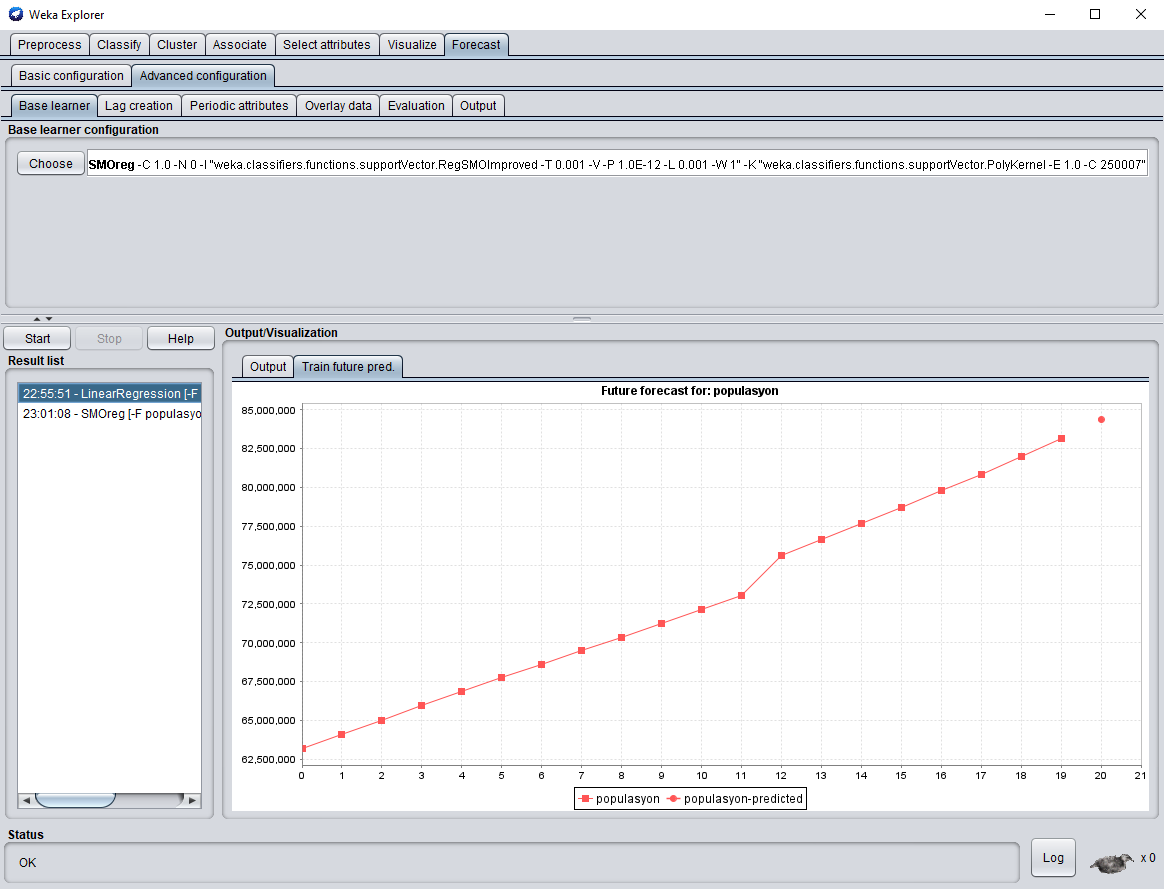 Weka Explorer
Preprocess Classify Cluster Associate Select attributes Visualize Forecast
Basic configuration Advanced configuration
Base learner Lag creation Periodic attributes Overlay data Evaluation Output
Base learner configuration
Choose SMOreg -C 1.0 -N 0 -I "weka.classifiers.functions.supportVector.RegSMOImproved -T 0.001 -V -P 1.0E-12 -L 0.001 -W 1" -K "weka.classifiers.functions.supportVector.PolyKernel -E 1.0 -C 250007"
Start Stop Help
Result list
22:55:51 - LinearRegression [-F
23:01:08 - SMOreg [-F populasyo
Output/Visualization
Output Train future pred.
Future forecast for: populasyon
85,000,000
82,500,000
80,000,000
77,500,000
75,000,000
72,500,000
70,000,000
67,500,000
65,000,000
62,500,000
0 1 2 3 4 5 6 7 8 9 10 11 12 13 14 15 16 17 18 19 20 21
populasyon populasyon-predicted
Status
OK
Log x 0